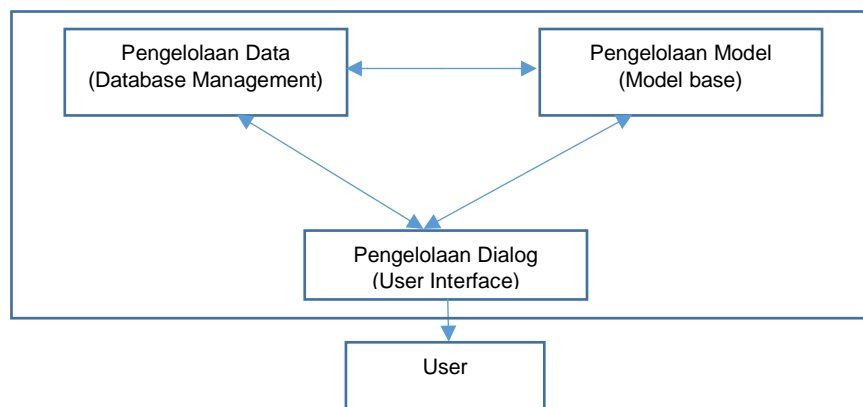 Pengelolaan Data
(Database Management)
Pengelolaan Model
(Model base)
Pengelolaan Dialog
(User Interface)
User